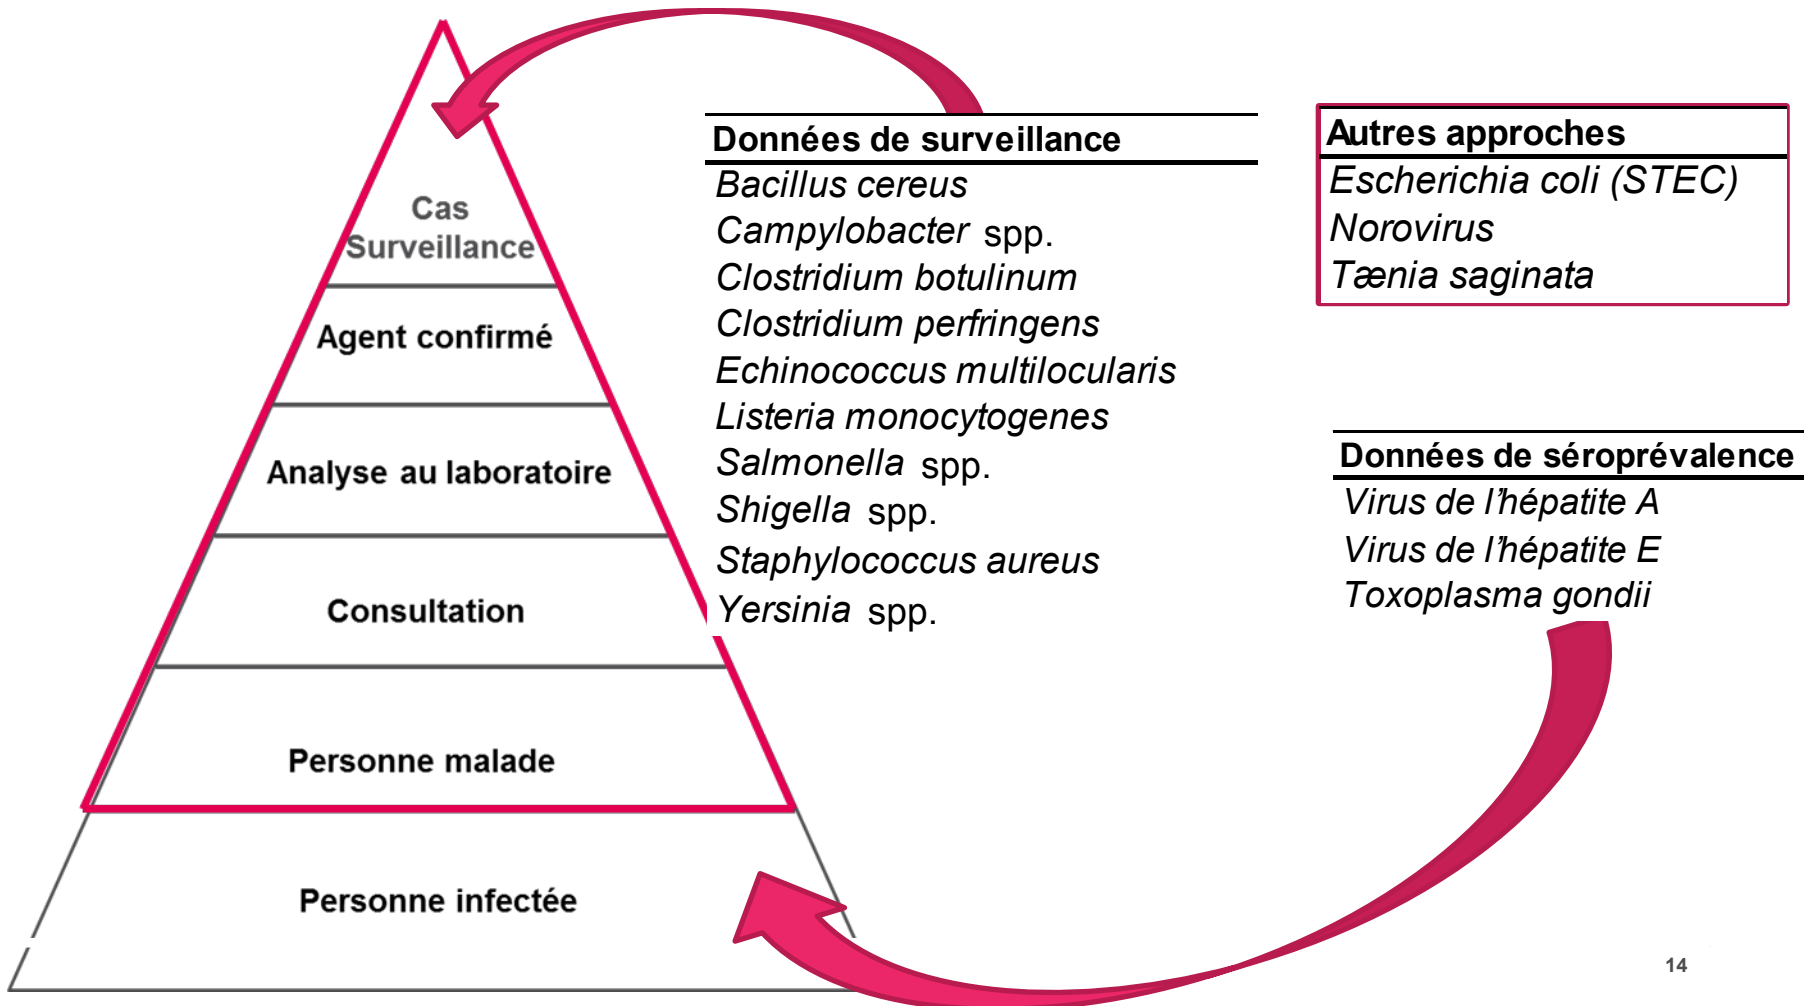 Cas
Surveillance
Agent confirmé
Analyse au laboratoire
Consultation
Personne malade
Personne infectée
Données de surveillance
Bacillus cereus
Campylobacter spp.
Clostridium botulinum
Clostridium perfringens
Echinococcus multilocularis
Listeria monocytogenes
Salmonella spp.
Shigella spp.
Staphylococcus aureus
Yersinia spp.
Autres approches
Escherichia coli (STEC)
Norovirus
Tænia saginata
Données de séroprévalence
Virus de l’hépatite A
Virus de l’hépatite E
Toxoplasma gondii
14